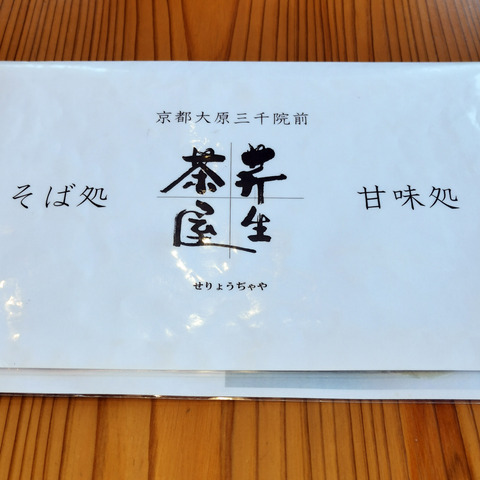 京都大原三千院前
そば処
芹生
茶屋
甘味処
せりょうぢゃや